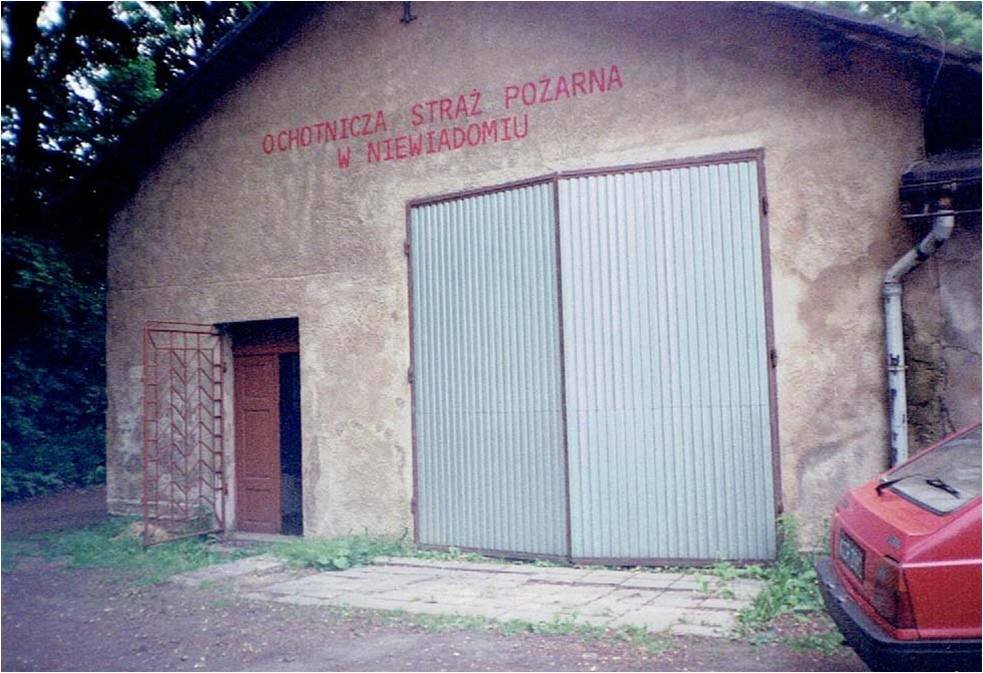 OCHOTNICZA STRAŻ POŻARNA
W NIEWIADOMIU